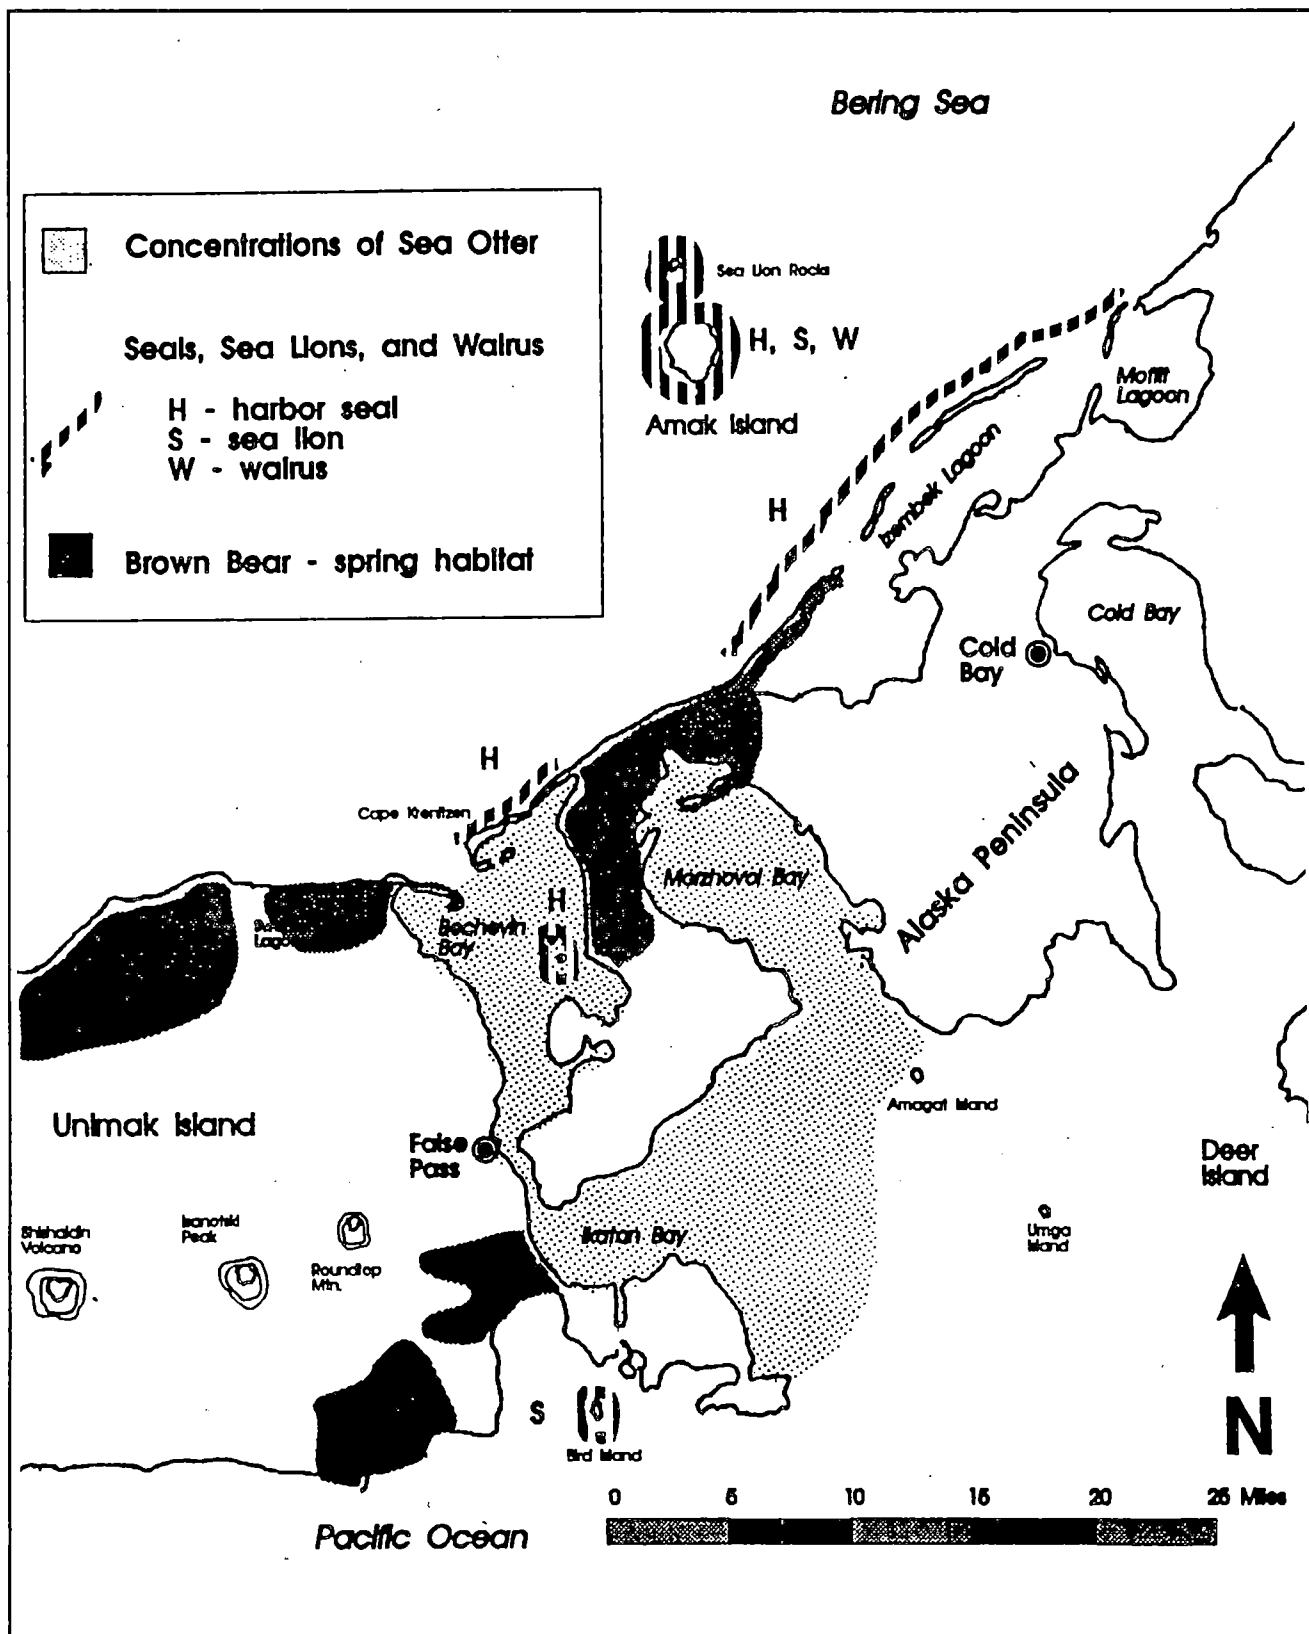 Bering Sea
Concentrations of Sea Otter
Seals, Sea Lions, and Walrus
H - harbor seal
S - sea lion
W - walrus
Brown Bear - spring habitat
Sea Lion Rocks
H, S, W
Amak Island
Moffit
Lagoon
Izembek Lagoon
H
Cold Bay
Cold
Bay
H
Cape Krenitzen
Morzhovoi Bay
Alaska Peninsula
H
Bechevin
Bay
Lagoon
Unimak Island
False
Pass
Amagat Island
Deer
Island
Umga
Island
Ikatan Bay
Shishaldin
Volcano
Isanotski
Peak
Roundtop
Mtn.
S
Bird Island
N
0 5 10 15 20 25 Miles
Pacific Ocean